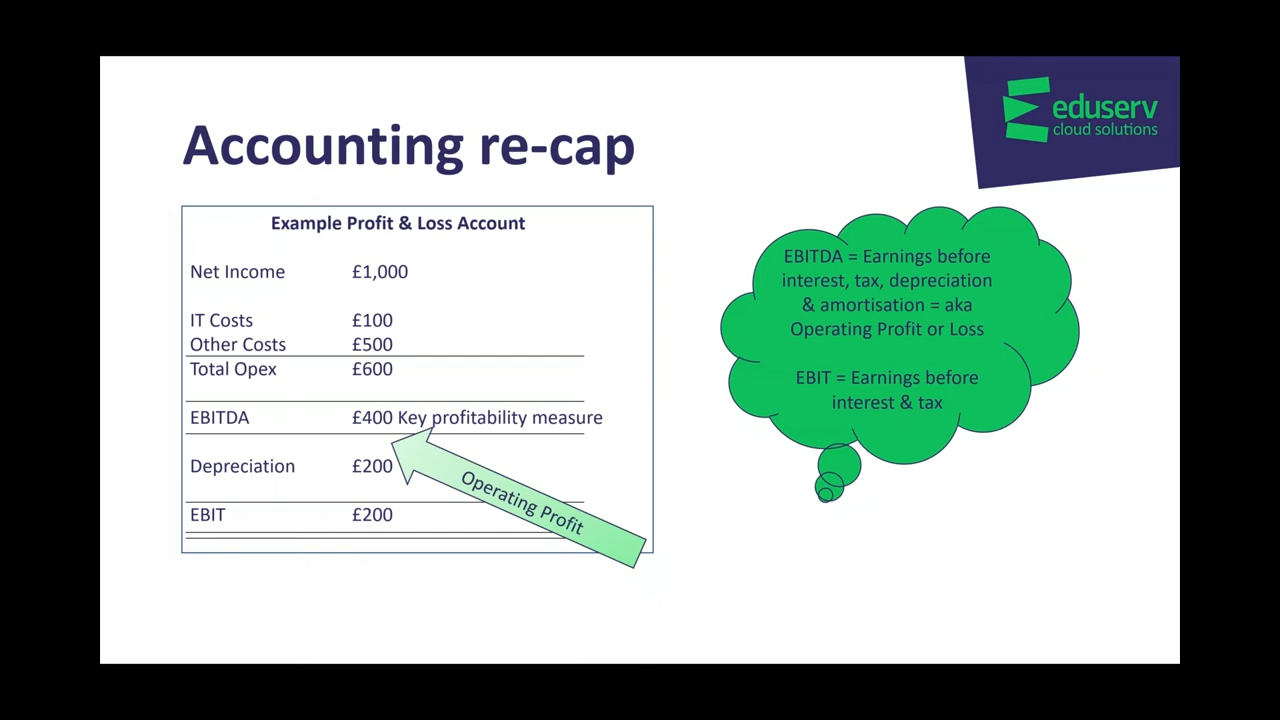 eduserv
cloud solutions
Accounting re-cap
Example Profit & Loss Account
Net Income £1,000
IT Costs £100
Other Costs £500
Total Opex £600
EBITDA £400 Key profitability measure
Depreciation £200
EBIT £200
Operating Profit
EBITDA = Earnings before
interest, tax, depreciation
& amortisation = aka
Operating Profit or Loss
EBIT = Earnings before
interest & tax